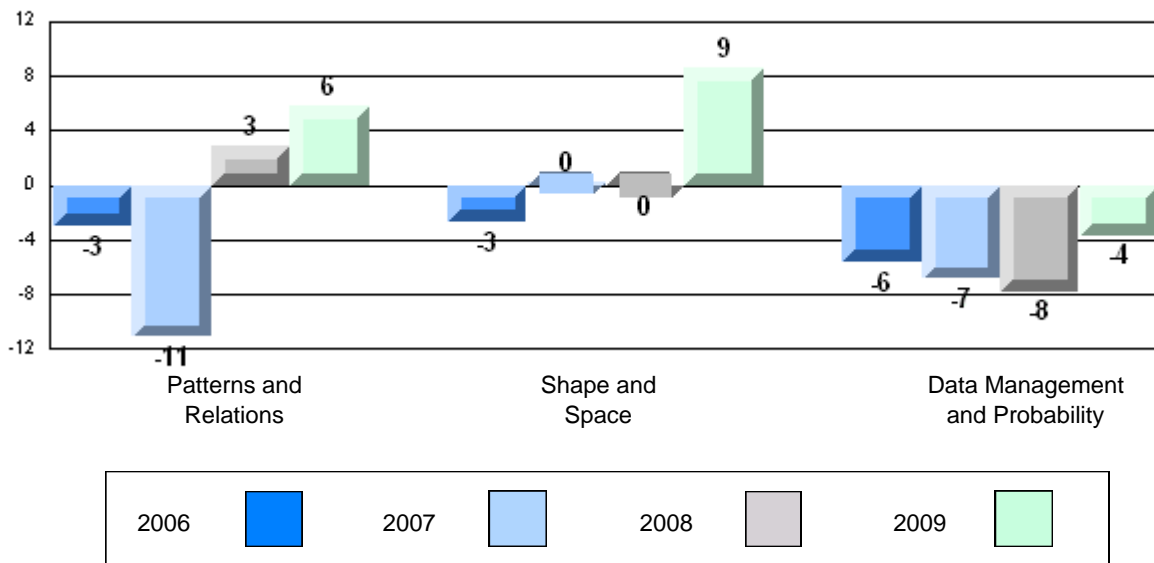 12
9
8
6
4
3
0
0
0
-3
-3
-4
-4
-6
-7
-8
-8
-11
-12
Patterns and
Relations
Shape and
Space
Data Management
and Probability
2006 2007 2008 2009